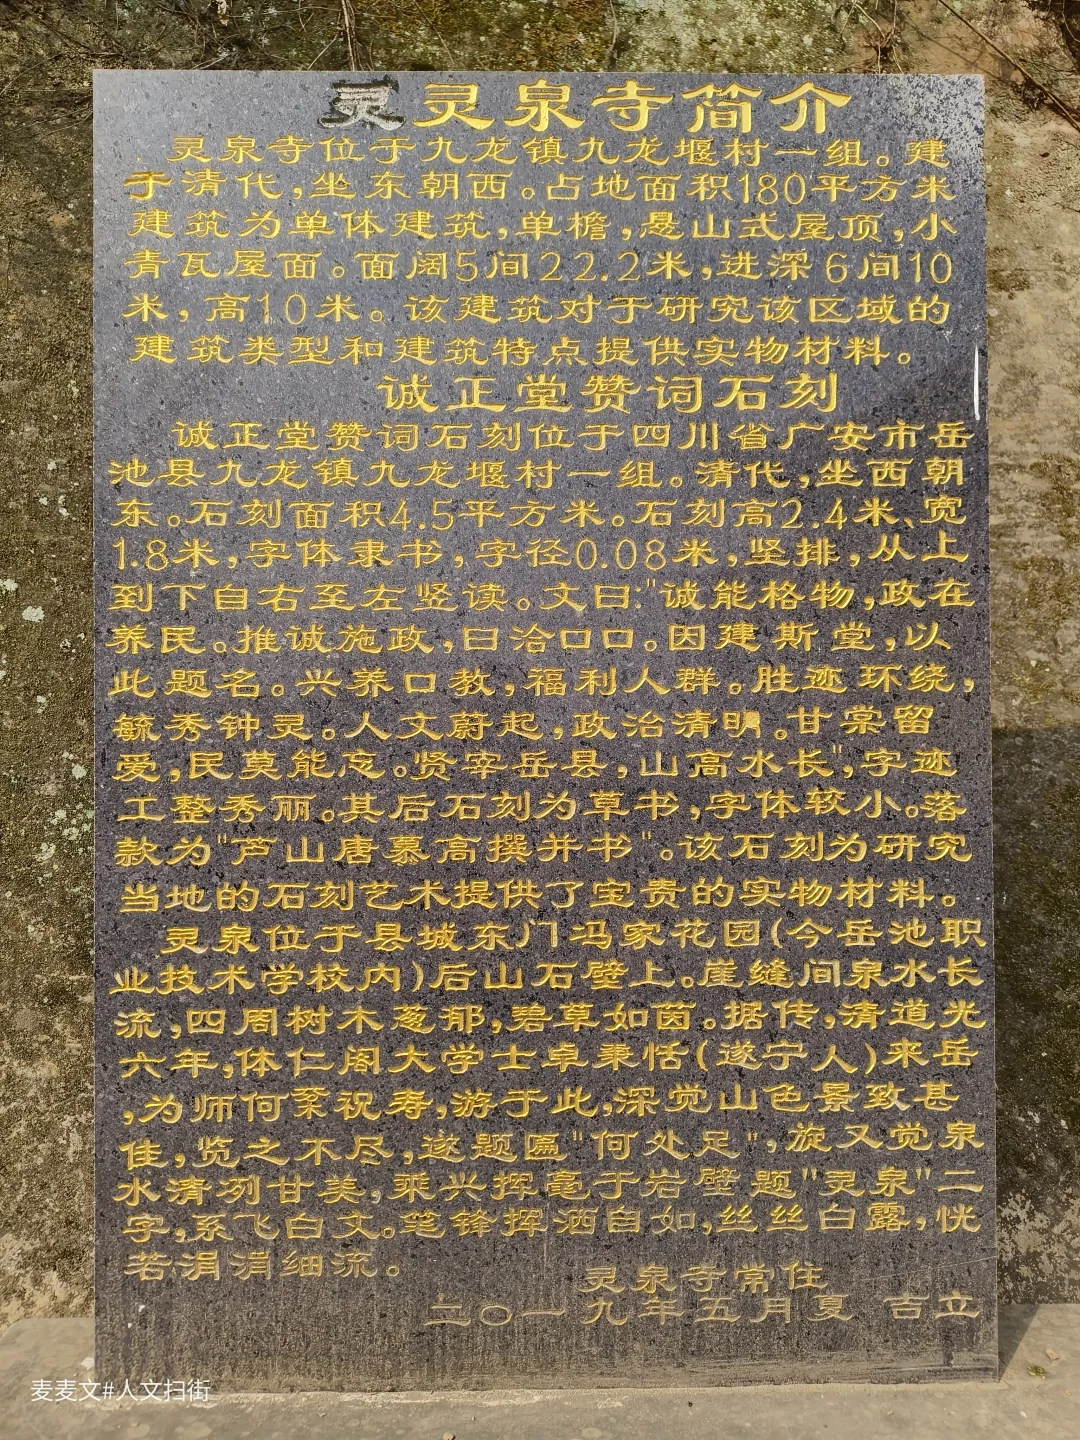 灵灵泉寺简介
灵泉寺位于九龙镇九龙堰村一组。建
于清代,坐东朝西。占地面积180平方米
建筑为单体建筑,单檐,悬山式屋顶,小
青瓦屋面。面阔5间22.2米,进深6间10
米,高10米。该建筑对于研究该区域的
建筑类型和建筑特点提供实物材料。
诚正堂赞词石刻
诚正堂赞词石刻位于四川省广安市岳
池县九龙镇九龙堰村一组。清代,坐西朝
东。石刻面积4.5平方米。石刻高2.4米、宽
1.8米,字体隶书,字径0.08米,坚排,从上
到下自右至左竖读。文曰:"诚能格物,政在
养民。推诚施政,曰洽口口。因建斯堂,以
此题名。兴养口教,福利人群。胜迹环绕,
毓秀钟灵。人文蔚起,政治清明。甘棠留
爱,民莫能忘。贤宰岳县,山高水长",字迹
工整秀丽。其后石刻为草书,字体较小。落
款为"芦山唐慕高撰并书"。该石刻为研究
当地的石刻艺术提供了宝贵的实物材料。
灵泉位于县城东门冯家花园(今岳池职
业技术学校内)后山石壁上。崖缝间泉水长
流,四周树木葱郁,碧草如茵。据传,清道光
六年,体仁阁大学士卓秉恬(遂宁人)来岳
,为师何棻祝寿,游于此,深觉山色景致甚
佳,览之不尽,遂题匾"何处足",旋又觉泉
水清冽甘美,乘兴挥毫于岩壁题"灵泉"二
字,系飞白文。笔锋挥洒自如,丝丝白露,恍
若涓涓细流。
灵泉寺常住
二〇一九年五月夏 吉立
麦麦文#人文扫街